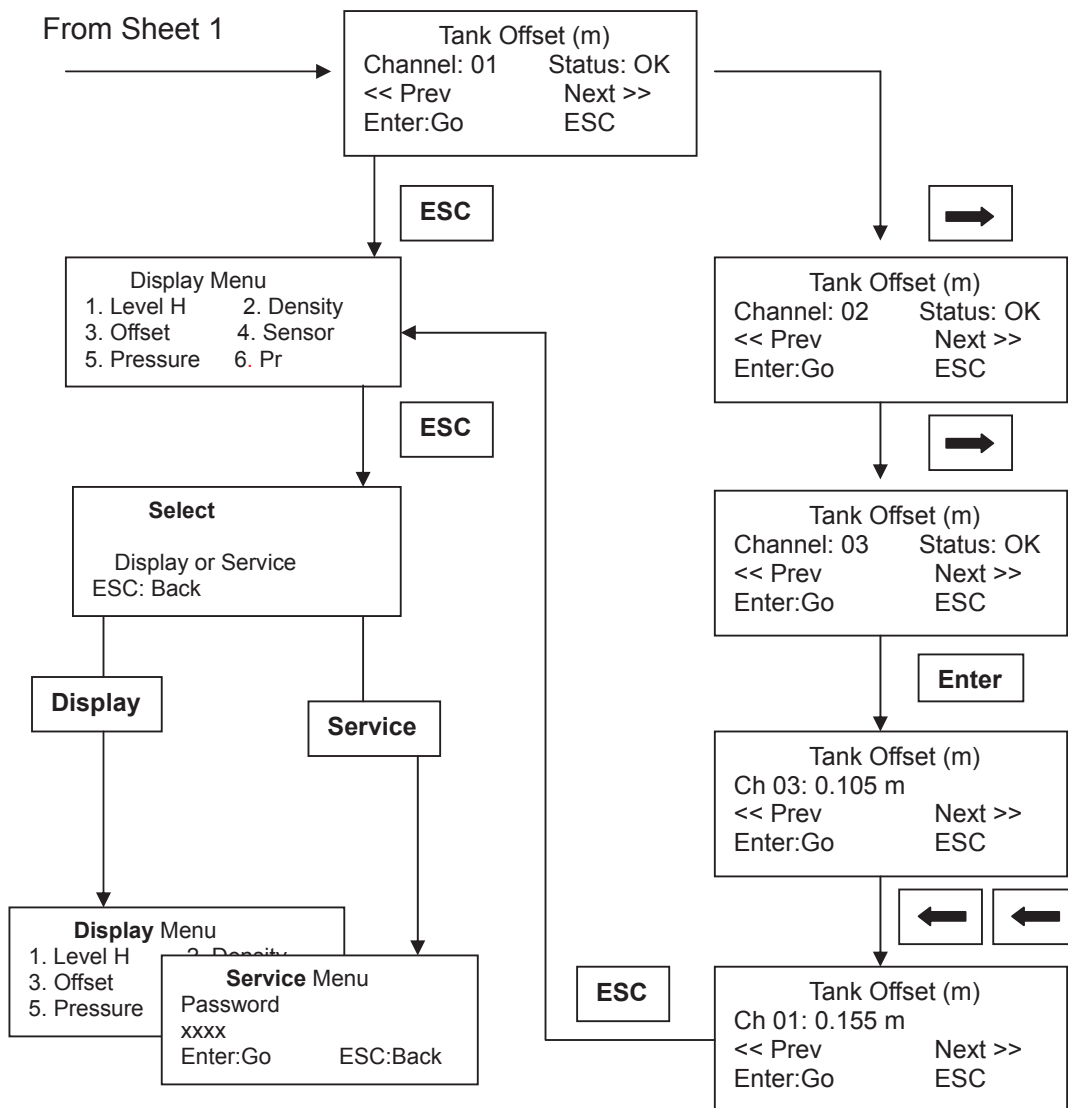 From Sheet 1
Tank Offset (m)
Channel: 01 Status: OK
<< Prev Next >>
Enter:Go ESC
ESC
Display Menu
1. Level H 2. Density
3. Offset 4. Sensor
5. Pressure 6. Pr
ESC
Select
Display or Service
ESC: Back
Display
Service
Display Menu
1. Level H 2. Density
3. Offset
5. Pressure
Service Menu
Password
xxxx
Enter:Go ESC:Back
Tank Offset (m)
Channel: 02 Status: OK
<< Prev Next >>
Enter:Go ESC
Tank Offset (m)
Channel: 03 Status: OK
<< Prev Next >>
Enter:Go ESC
Enter
Tank Offset (m)
Ch 03: 0.105 m
<< Prev Next >>
Enter:Go ESC
ESC
Tank Offset (m)
Ch 01: 0.155 m
<< Prev Next >>
Enter:Go ESC